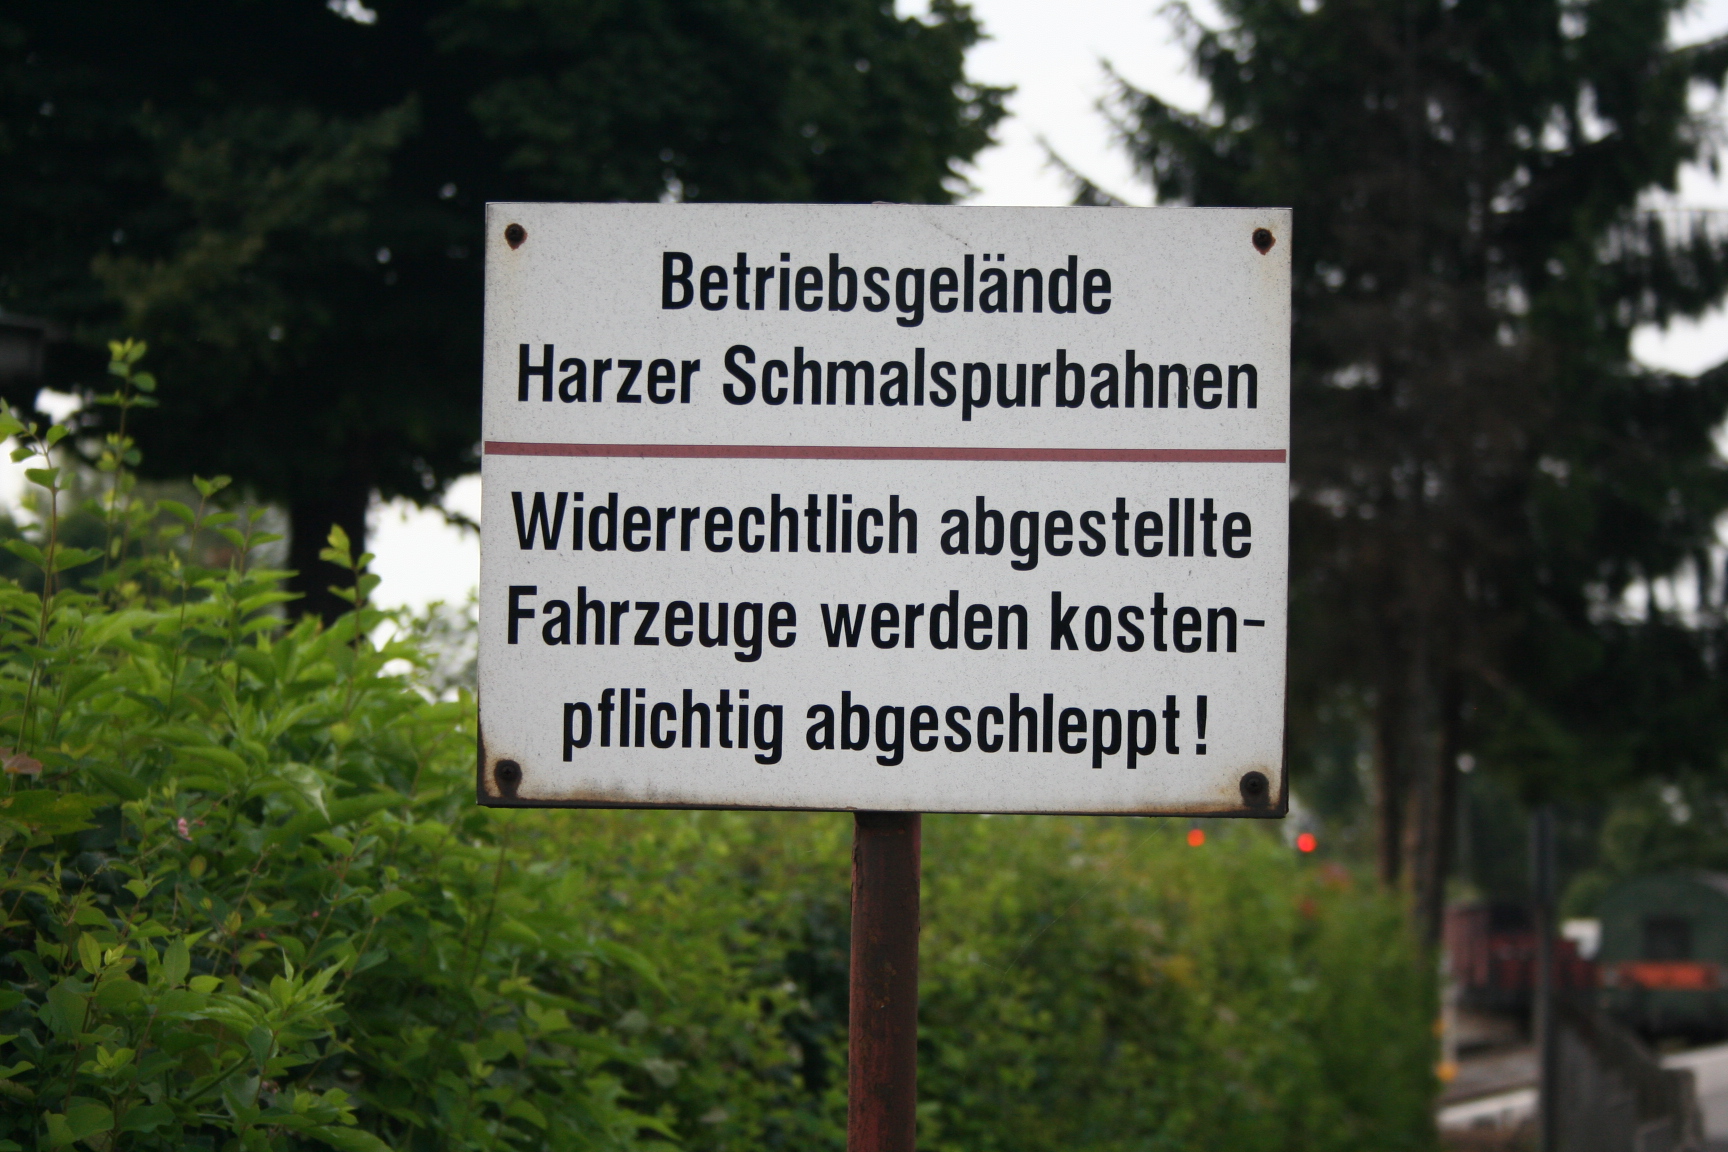 Betriebsgelände
Harzer Schmalspurbahnen
Widerrechtlich abgestellte
Fahrzeuge werden kosten-
pflichtig abgeschleppt!